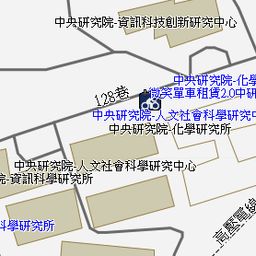 中央研究院-資訊科技創新研究中心
中央研究院-化學
128巷
微笑單車租賃2.0中研
中央研究院-人文社會科學研究中
中央研究院-化學研究所
中央研究院-人文社會科學研究中心
院-資訊科學研究所
科學研究所
高壓電線